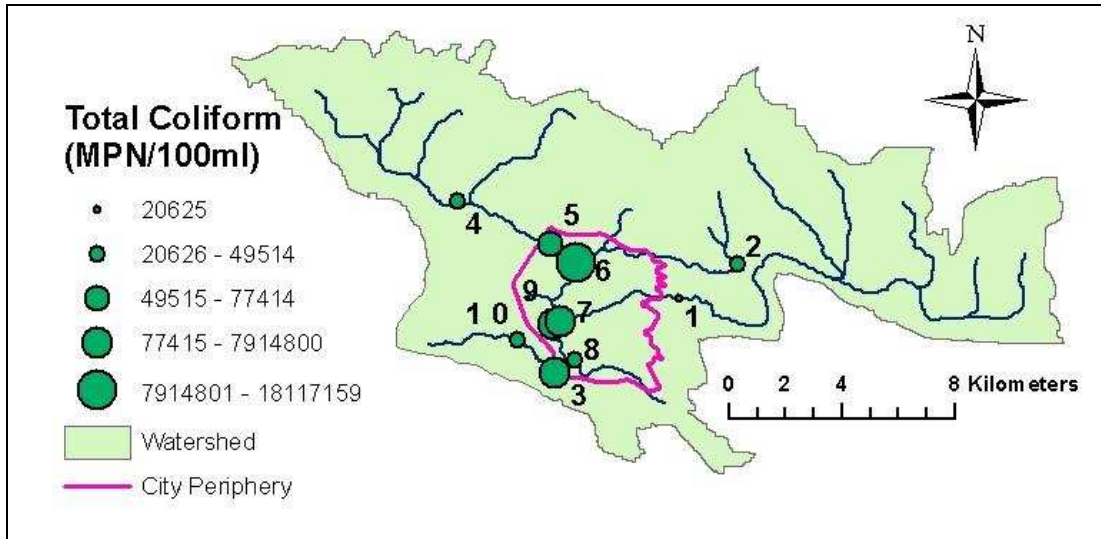 N
Total Coliform
(MPN/100ml)
20625
20626 - 49514
49515 - 77414
77415 - 7914800
7914801 - 18117159
Watershed
City Periphery
4
5
6
2
9
7
1
1 0
8
3
0 2 4 8 Kilometers